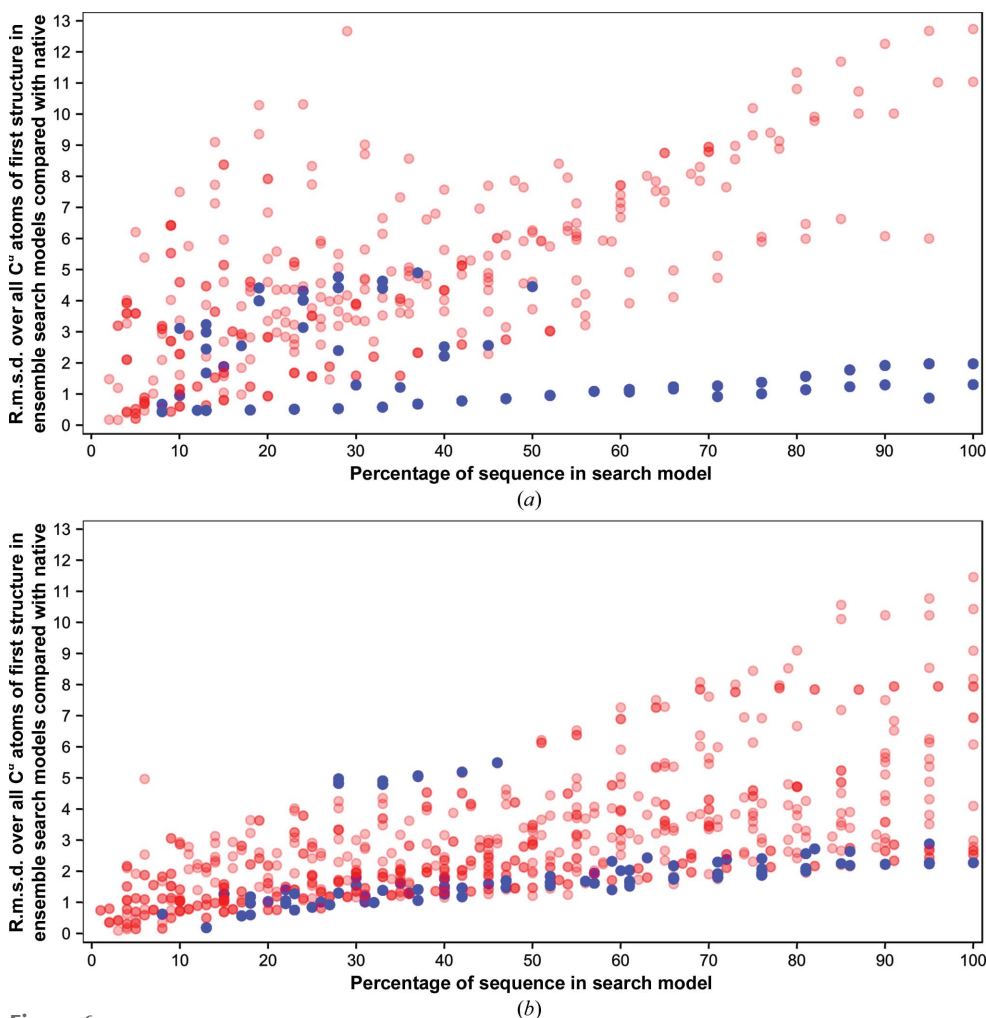 13
12
11
10
9
8
7
6
5
4
3
2
1
0
R.m.s.d. over all Cᵅ atoms of first structure in
ensemble search models compared with native
0 10 20 30 40 50 60 70 80 90 100
Percentage of sequence in search model
(a)
13
12
11
10
9
8
7
6
5
4
3
2
1
0
R.m.s.d. over all Cᵅ atoms of first structure in
ensemble search models compared with native
0 10 20 30 40 50 60 70 80 90 100
Percentage of sequence in search model
(b)